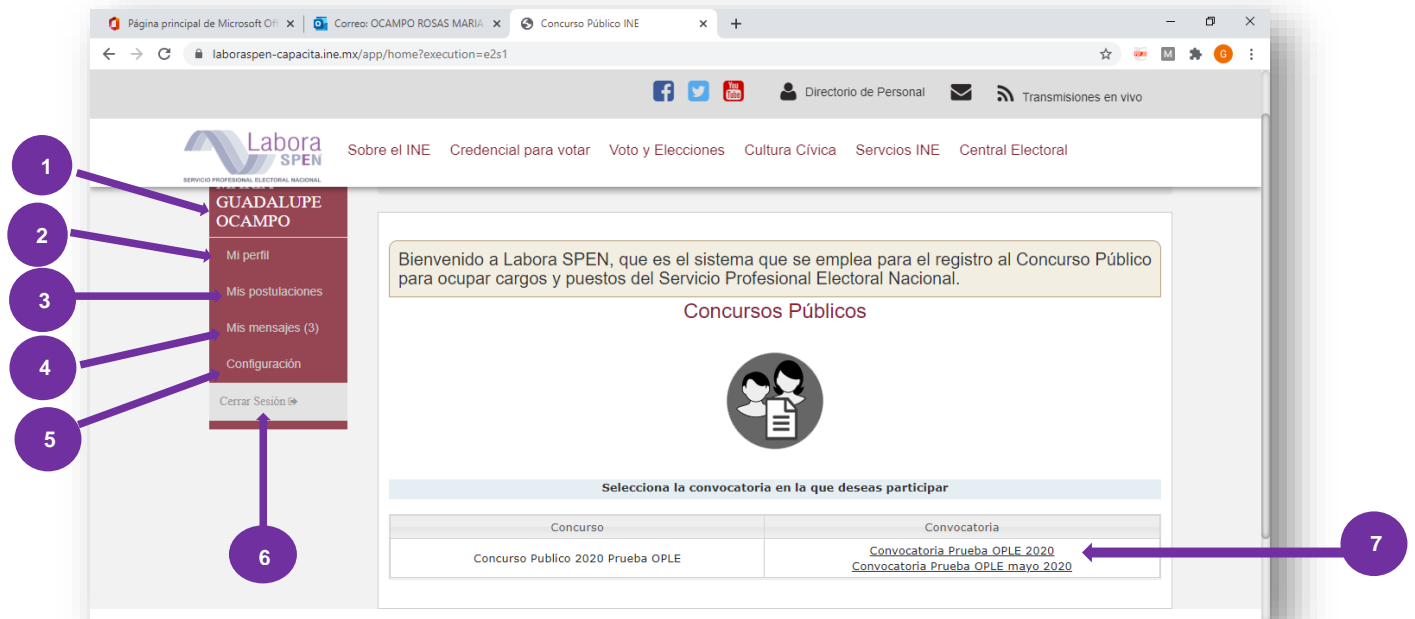 Página principal de Microsoft Off
Correo: OCAMPO ROSAS MARIA
Concurso Público INE
laboraspen-capacita.ine.mx/app/home?execution=e2s1
M
G
You
Tube
Directorio de Personal
Transmisiones en vivo
Labora
SPEN
SERVICIO PROFESIONAL ELECTORAL NACIONAL
Sobre el INE Credencial para votar Voto y Elecciones Cultura Cívica Servcios INE Central Electoral
1
GUADALUPE
OCAMPO
2
Mi perfil
Mis postulaciones
3
Mis mensajes (3)
4
Configuración
Cerrar Sesión
5
6
Bienvenido a Labora SPEN, que es el sistema que se emplea para el registro al Concurso Público
para ocupar cargos y puestos del Servicio Profesional Electoral Nacional.
Concursos Públicos
Selecciona la convocatoria en la que deseas participar
Concurso Convocatoria
Concurso Publico 2020 Prueba OPLE
Convocatoria Prueba OPLE 2020
Convocatoria Prueba OPLE mayo 2020
7